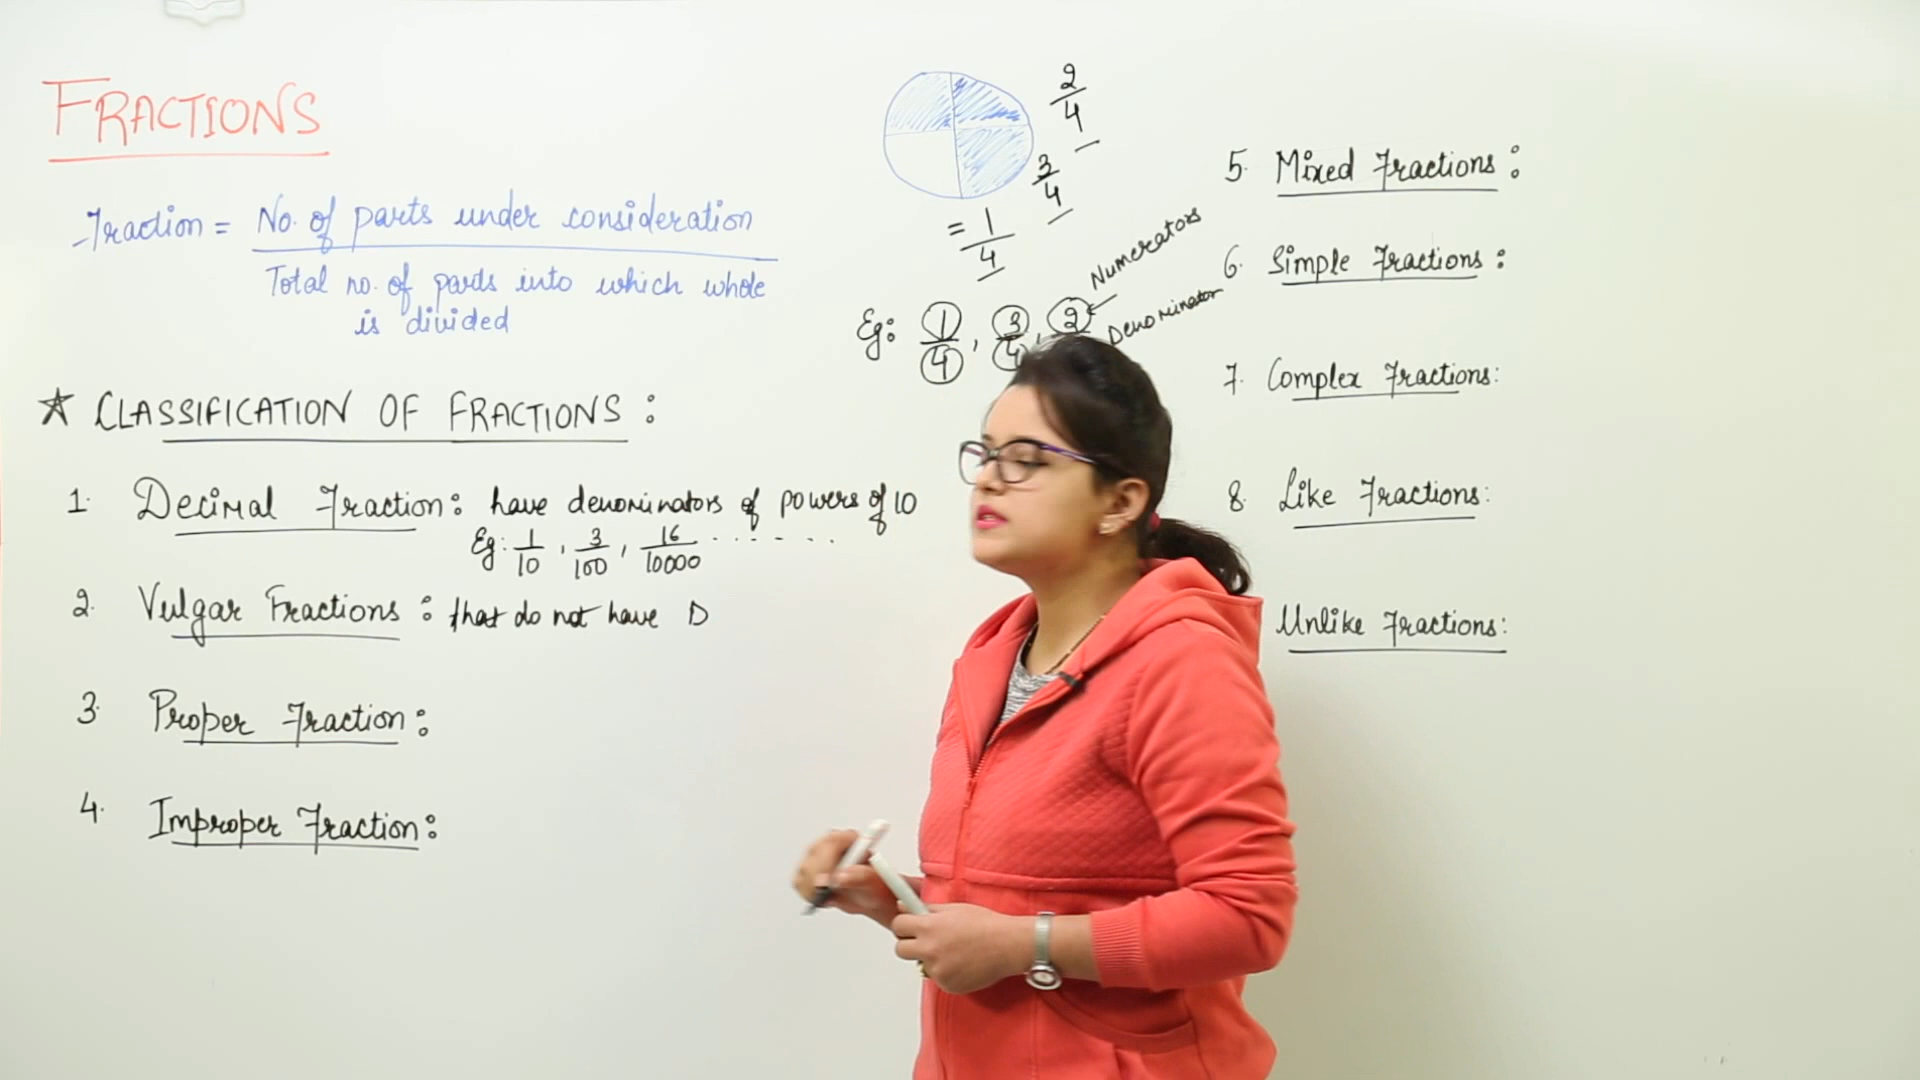 FRACTIONS
Fraction = No. of parts under consideration
Total no. of parts into which whole
is divided
2/4
3/4
= 1/4
Numerators
Denominator
Eg: 1/4, 3/4, 2
★ CLASSIFICATION OF FRACTIONS:
1. Decimal Fraction: have denominators of powers of 10
Eg: 1/10, 3/100, 16/10000 ......
2. Vulgar Fractions: that do not have D
3. Proper Fraction:
4. Improper Fraction:
5. Mixed Fractions:
6. Simple Fractions:
7. Complex Fractions:
8. Like Fractions:
Unlike Fractions: